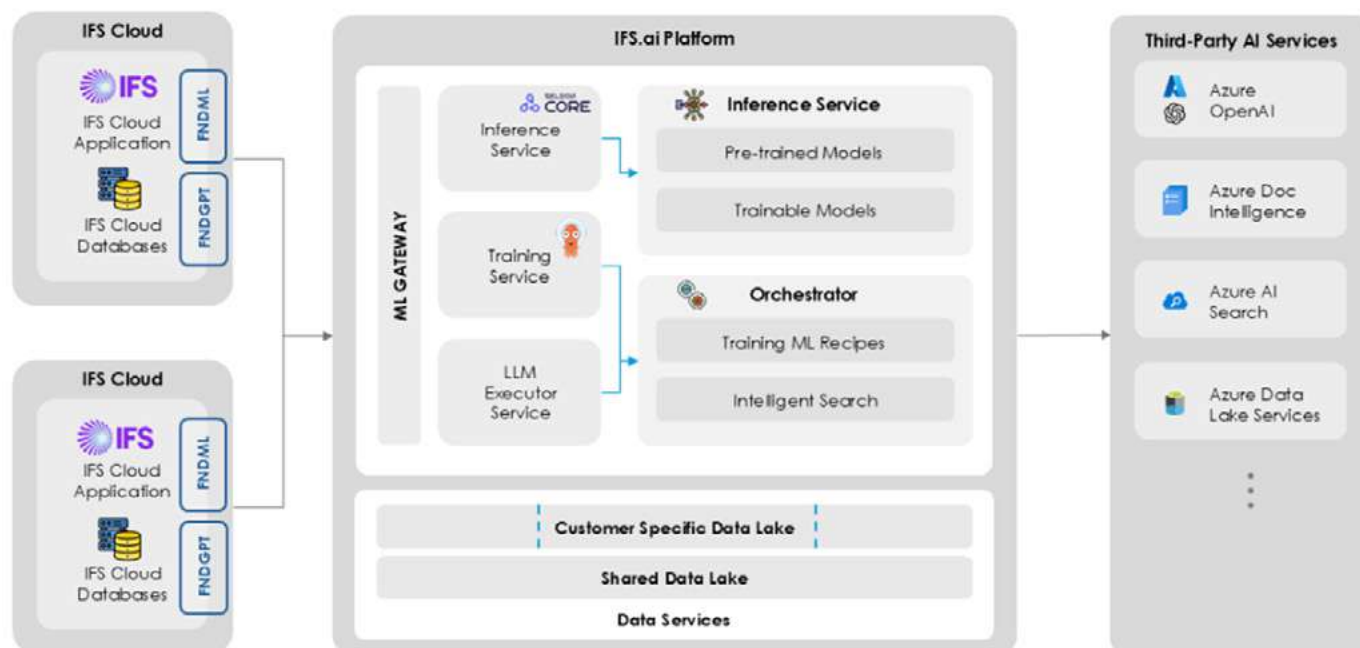 IFS Cloud
IFS
IFS Cloud
Application
FNDML
IFS Cloud
Databases
FNDGPT
IFS Cloud
IFS
IFS Cloud
Application
FNDML
IFS Cloud
Databases
FNDGPT
IFS.ai Platform
ML GATEWAY
CORE
Inference
Service
Training
Service
LLM
Executor
Service
Inference Service
Pre-trained Models
Trainable Models
Orchestrator
Training ML Recipes
Intelligent Search
Customer Specific Data Lake
Shared Data Lake
Data Services
Third-Party AI Services
Azure
OpenAI
Azure Doc
Intelligence
Azure AI
Search
Azure Data
Lake Services